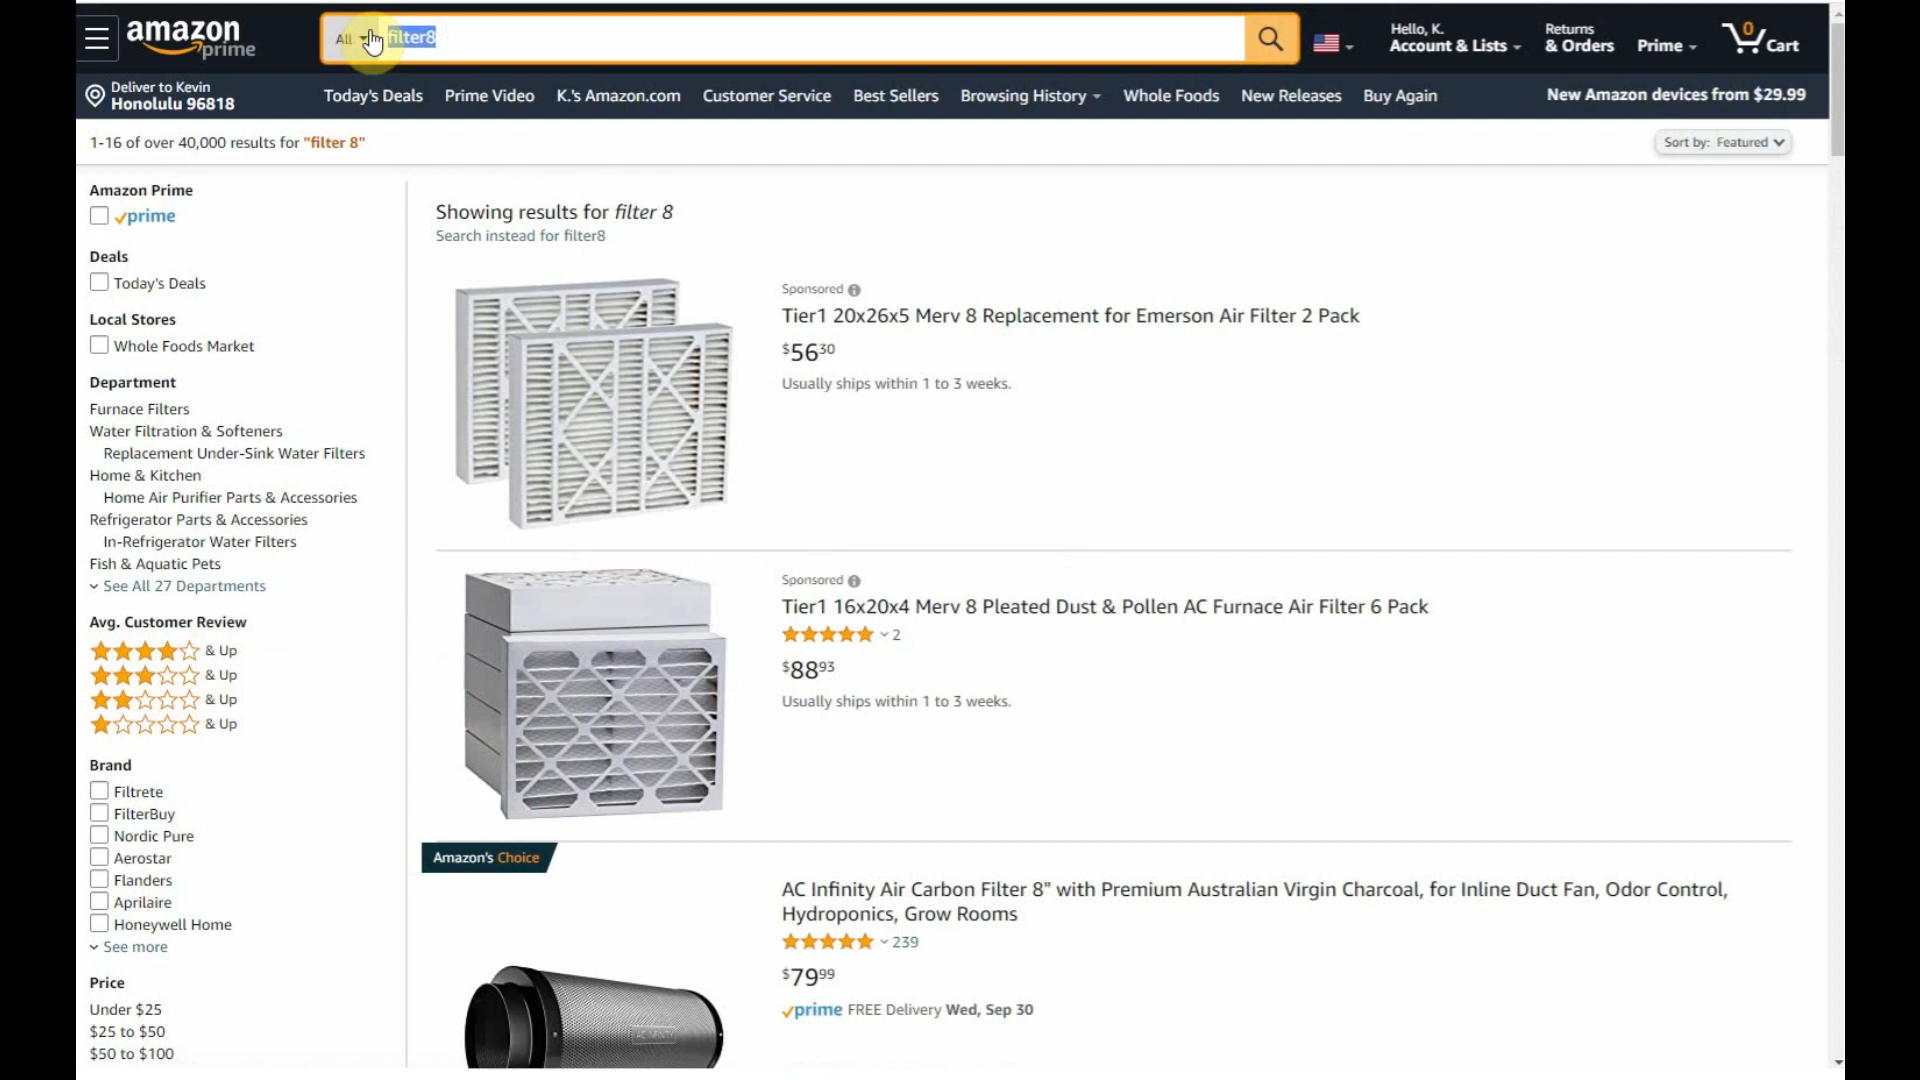 amazon
prime
All
filter8
Hello, K.
Account & Lists
Returns
& Orders
Prime
0
Cart
Deliver to Kevin
Honolulu 96818
Today's Deals
Prime Video
K.'s Amazon.com
Customer Service
Best Sellers
Browsing History
Whole Foods
New Releases
Buy Again
New Amazon devices from $29.99
1-16 of over 40,000 results for "filter 8"
Sort by: Featured
Amazon Prime
prime
Deals
Today's Deals
Local Stores
Whole Foods Market
Department
Furnace Filters
Water Filtration & Softeners
Replacement Under-Sink Water Filters
Home & Kitchen
Home Air Purifier Parts & Accessories
Refrigerator Parts & Accessories
In-Refrigerator Water Filters
Fish & Aquatic Pets
See All 27 Departments
Avg. Customer Review
& Up
& Up
& Up
& Up
Brand
Filtrete
FilterBuy
Nordic Pure
Aerostar
Flanders
Aprilaire
Honeywell Home
See more
Price
Under $25
$25 to $50
$50 to $100
Showing results for filter 8
Search instead for filter8
Sponsored
Tier1 20x26x5 Merv 8 Replacement for Emerson Air Filter 2 Pack
$56 30
Usually ships within 1 to 3 weeks.
Sponsored
Tier1 16x20x4 Merv 8 Pleated Dust & Pollen AC Furnace Air Filter 6 Pack
2
$88 93
Usually ships within 1 to 3 weeks.
Amazon's Choice
AC Infinity Air Carbon Filter 8" with Premium Australian Virgin Charcoal, for Inline Duct Fan, Odor Control,
Hydroponics, Grow Rooms
239
$79 99
prime FREE Delivery Wed, Sep 30
AC INFINITY